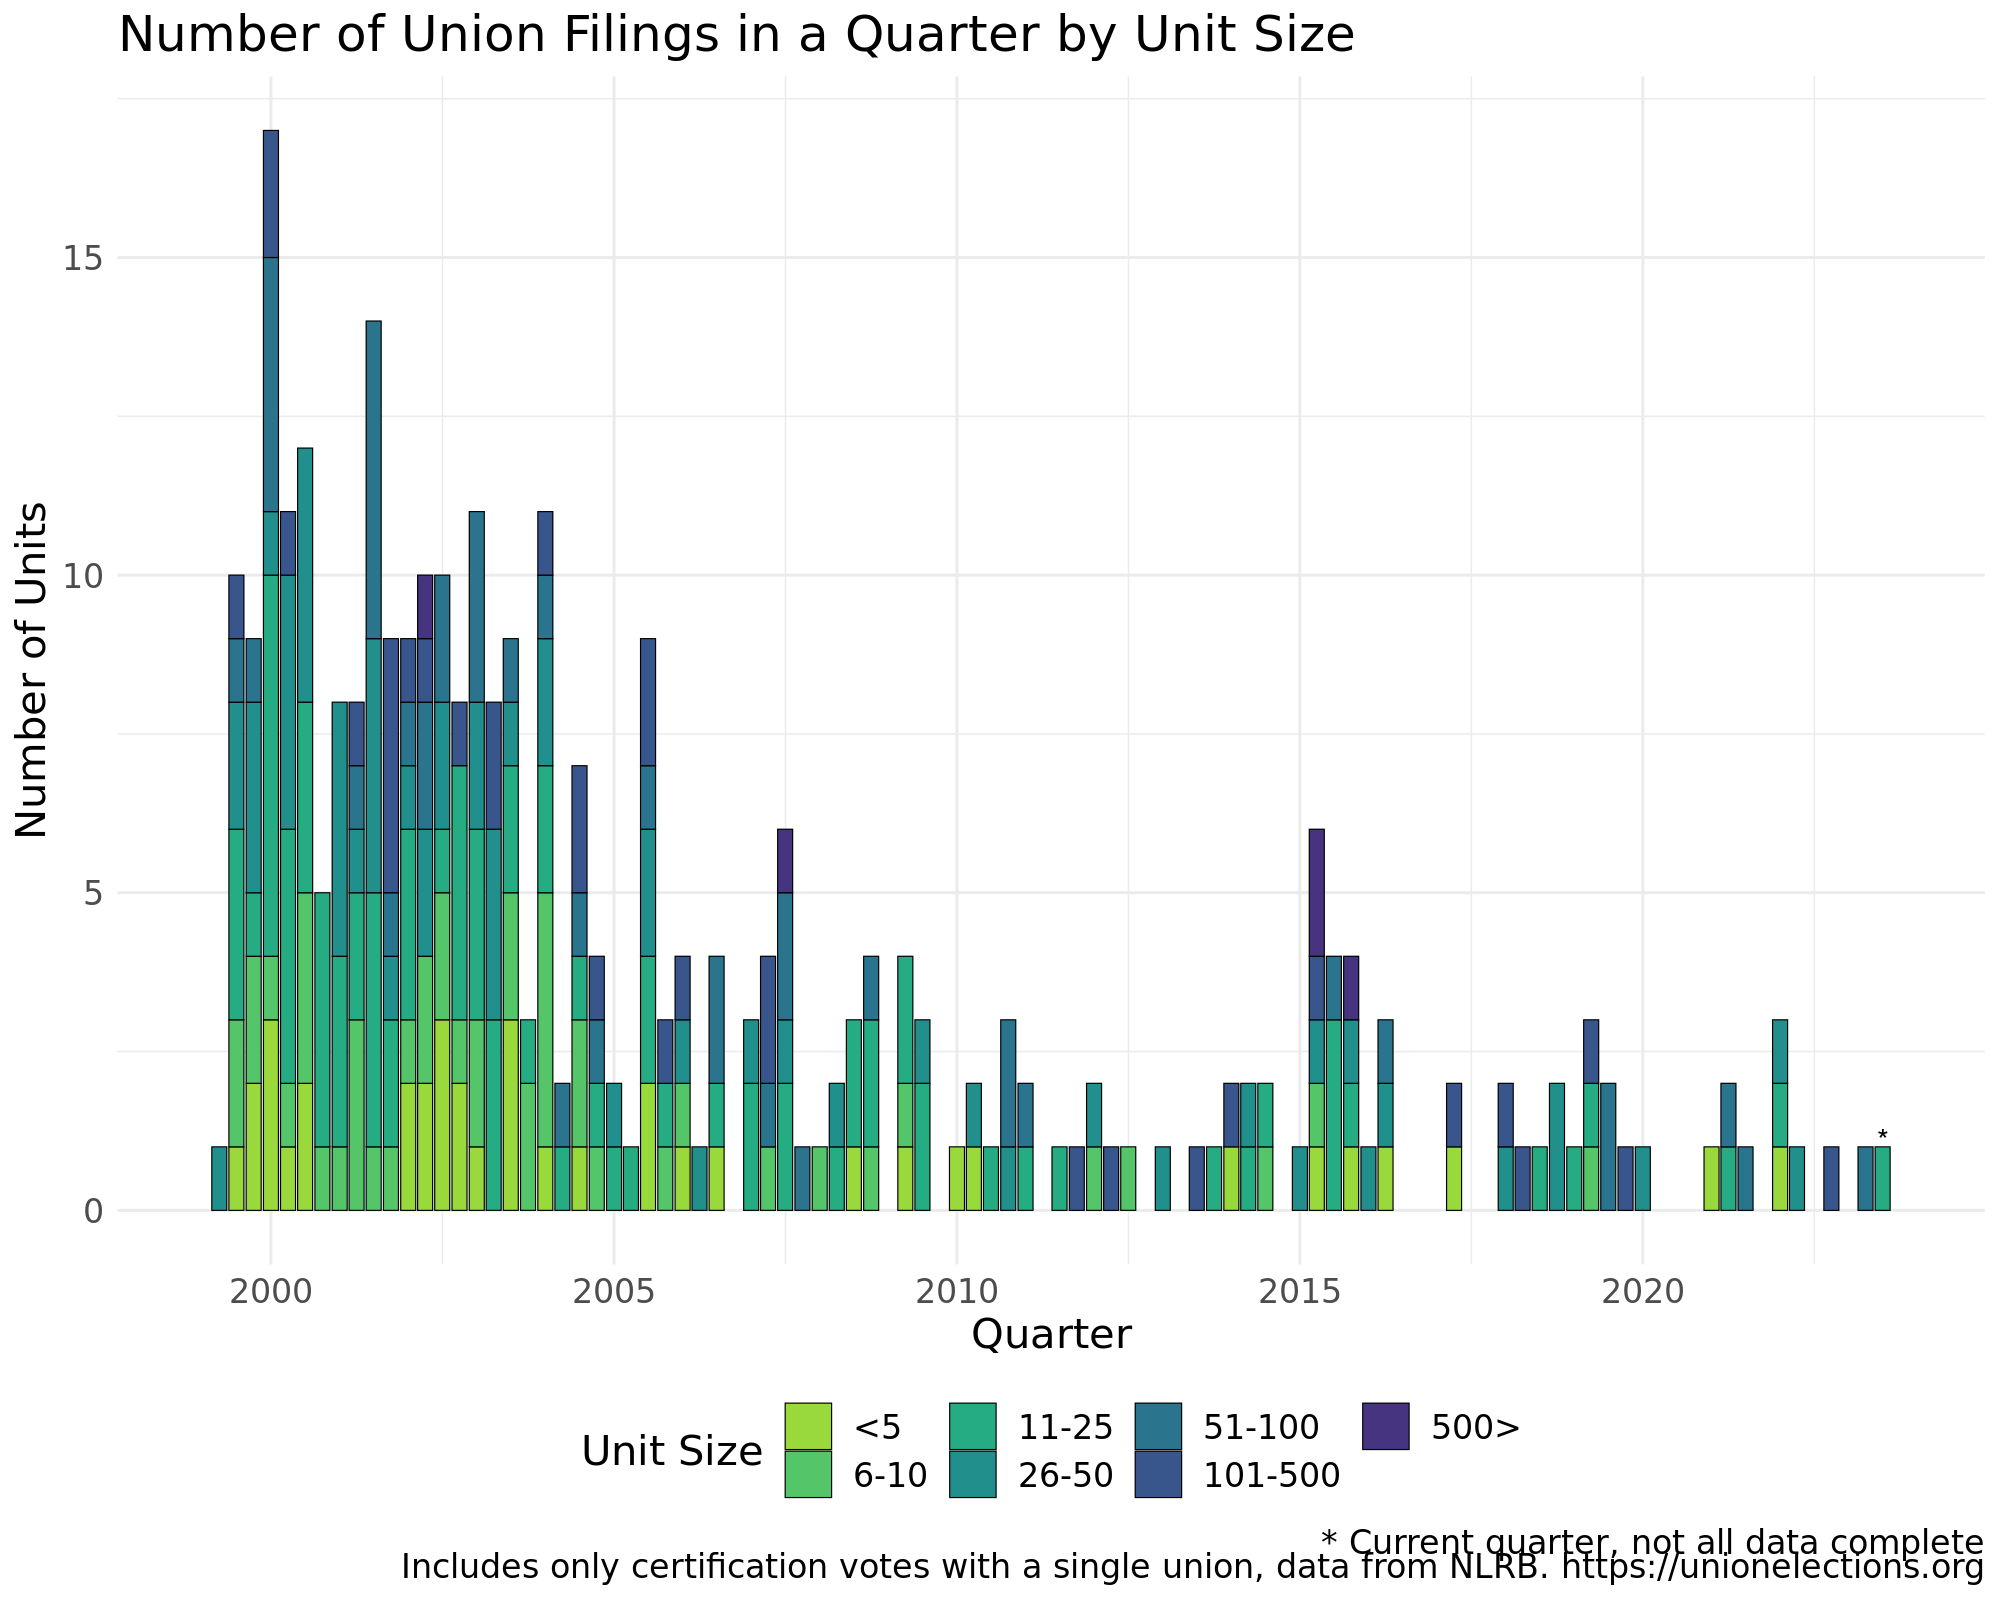 Number of Union Filings in a Quarter by Unit Size
Number of Units
15
10
5
0
2000 2005 2010 2015 2020
*
Quarter
Unit Size
<5 11-25 51-100 500>
6-10 26-50 101-500
* Current quarter, not all data complete
Includes only certification votes with a single union, data from NLRB. https://unionelections.org